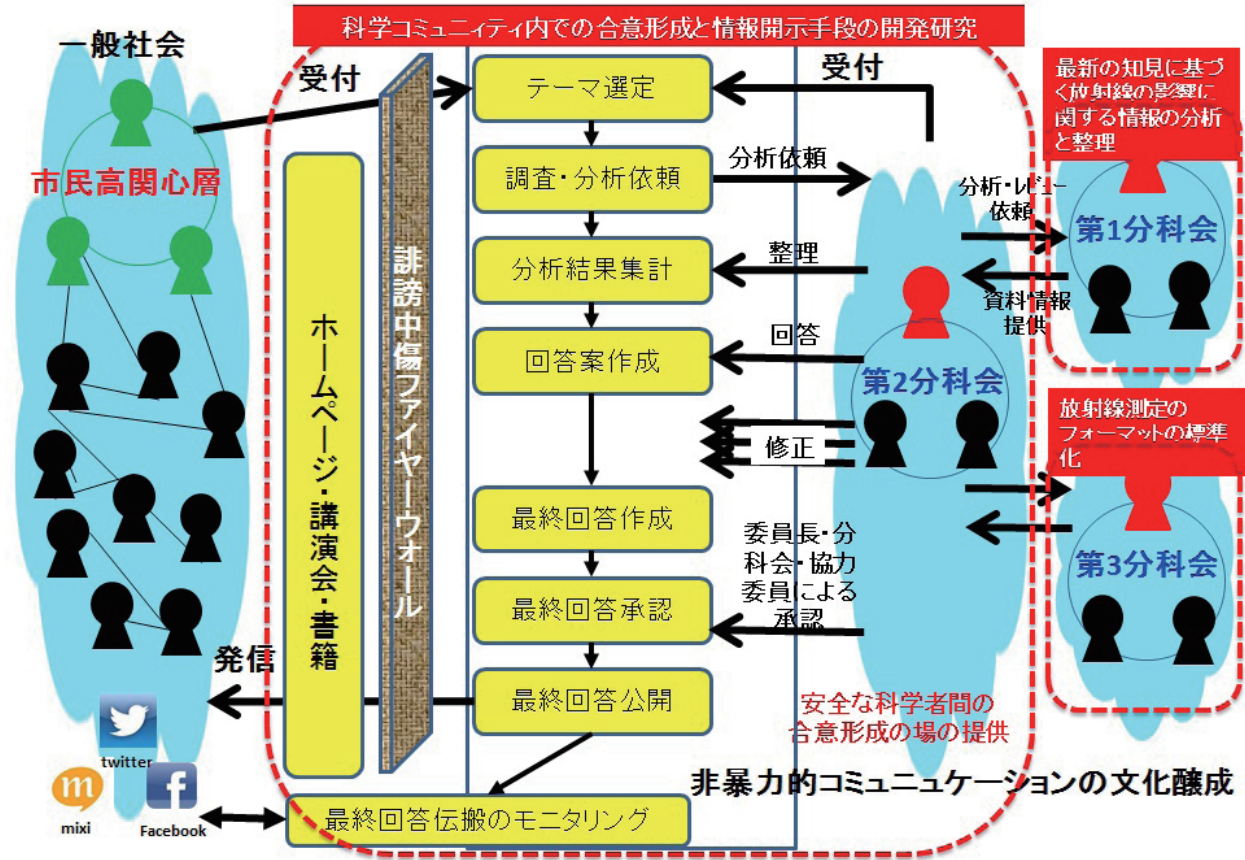 科学コミュニィティ内での合意形成と情報開示手段の開発研究
一般社会
受付
市民高関心層
ホームページ・講演会・書籍
誹謗中傷ファイヤーウォール
テーマ選定
調査・分析依頼
分析結果集計
回答案作成
最終回答作成
最終回答承認
最終回答公開
最終回答伝搬のモニタリング
受付
分析依頼
整理
回答
修正
委員長・分
科会・協力
委員による
承認
第2分科会
安全な科学者間の
合意形成の場の提供
非暴力的コミュニュケーションの文化醸成
最新の知見に基づ
く放射線の影響に
関する情報の分析
と整理
分析・レビュー
依頼
第1分科会
資料情報
提供
放射線測定の
フォーマットの標準
化
第3分科会
発信
twitter
m
mixi
f
Facebook